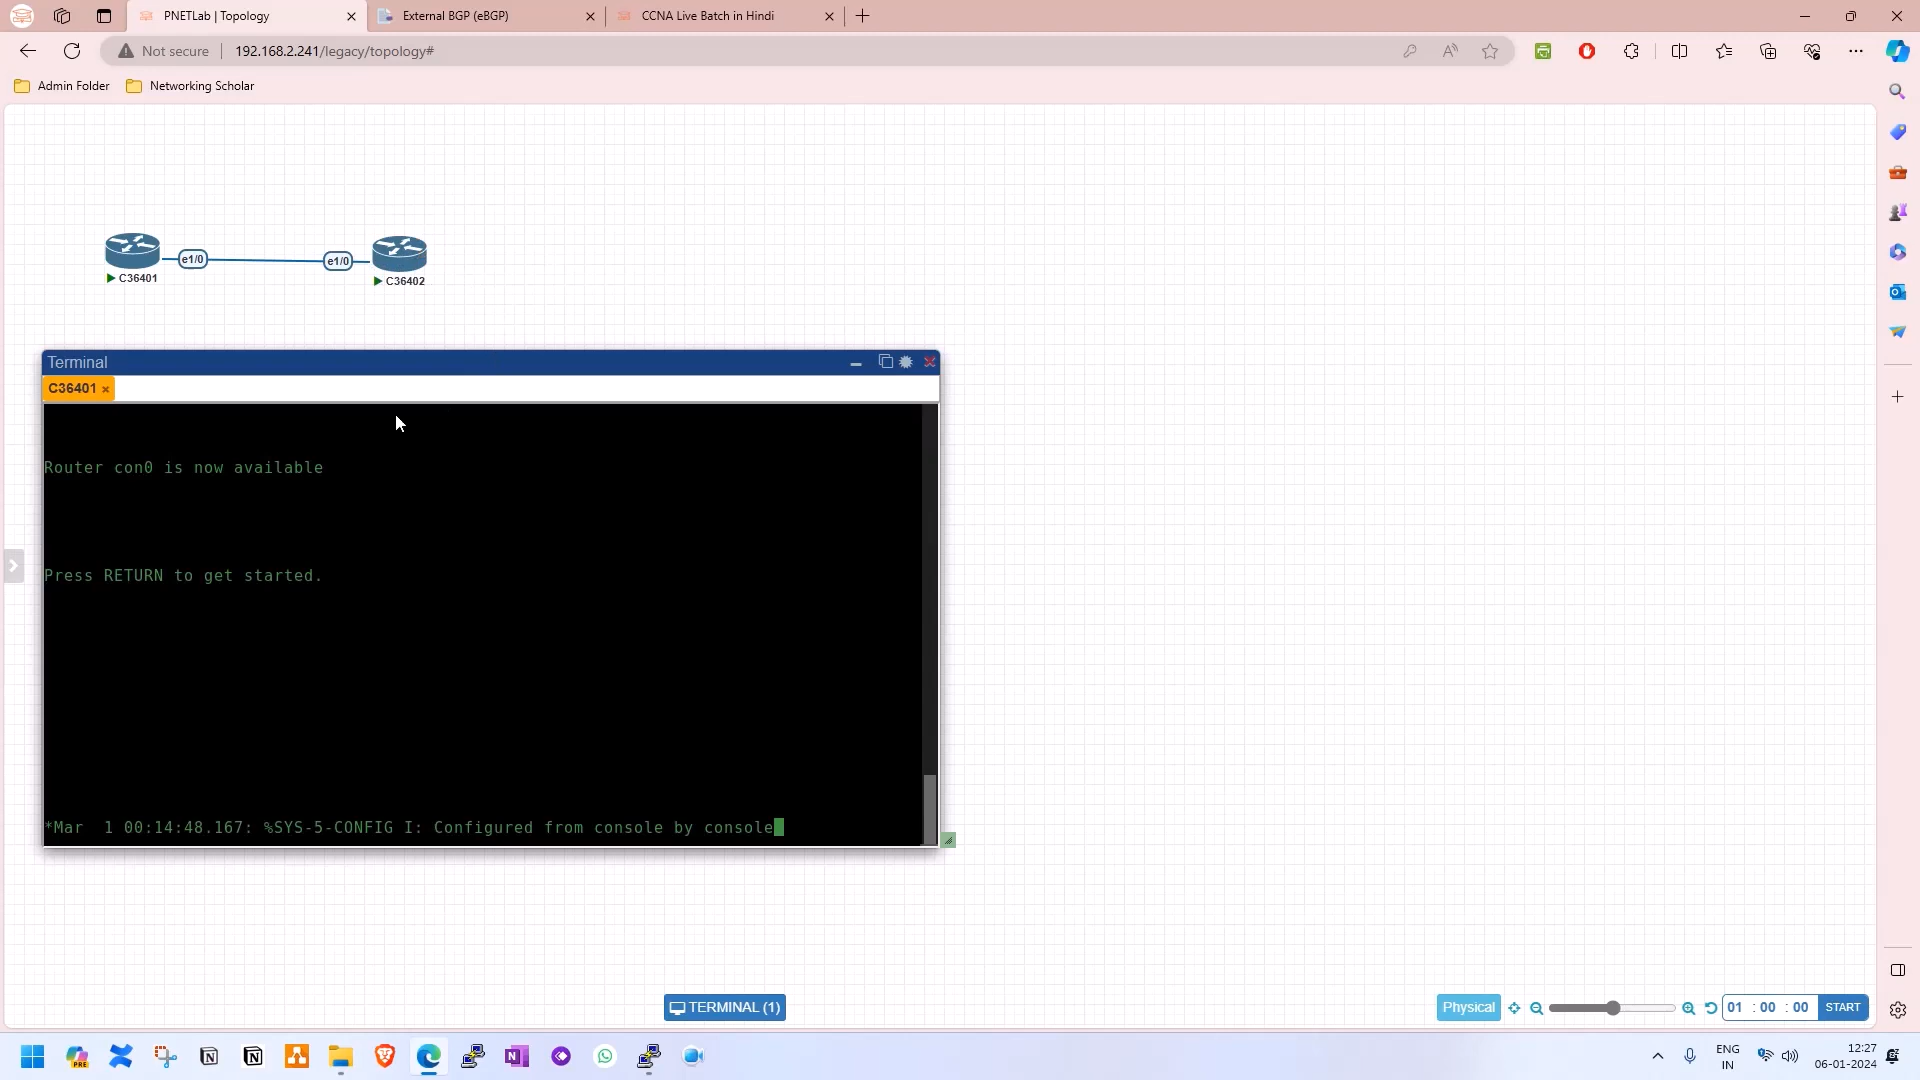 PNETLab | Topology
External BGP (eBGP)
CCNA Live Batch in Hindi
Not secure
192.168.2.241/legacy/topology#
Admin Folder
Networking Scholar
e1/0
e1/0
C36401
C36402
Terminal
C36401
Router con0 is now available
Press RETURN to get started.
*Mar  1 00:14:48.167: %SYS-5-CONFIG I: Configured from console by console
TERMINAL (1)
Physical
01 : 00 : 00
START
ENG
IN
12:27
06-01-2024